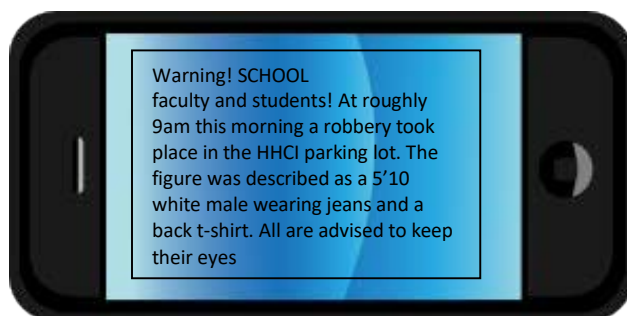 Warning! SCHOOL
faculty and students! At roughly
9am this morning a robbery took
place in the HHCI parking lot. The
figure was described as a 5’10
white male wearing jeans and a
back t-shirt. All are advised to keep
their eyes